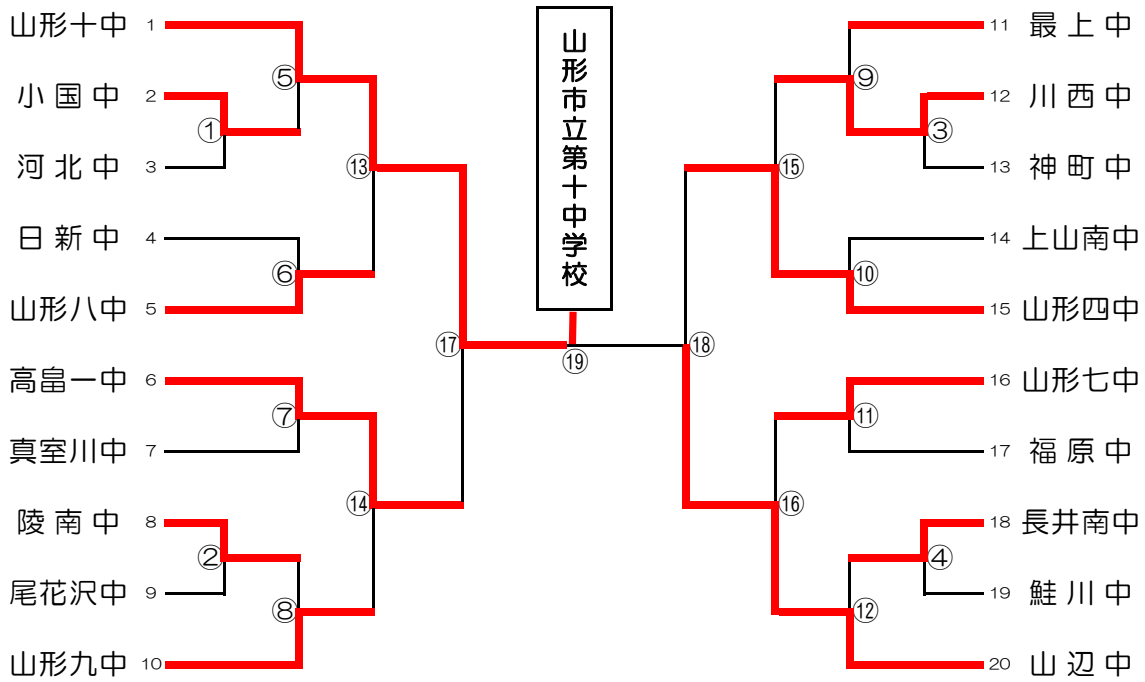 山形市立第十中学校
山形十中 1
小国中 2
河北中 3
日新中 4
山形八中 5
高畠一中 6
真室川中 7
陵南中 8
尾花沢中 9
山形九中 10
①
②
⑤
⑥
⑦
⑧
⑬
⑭
⑰
⑲
⑱
⑮
⑯
⑨
⑩
⑪
⑫
③
④
11 最上中
12 川西中
13 神町中
14 上山南中
15 山形四中
16 山形七中
17 福原中
18 長井南中
19 鮭川中
20 山辺中